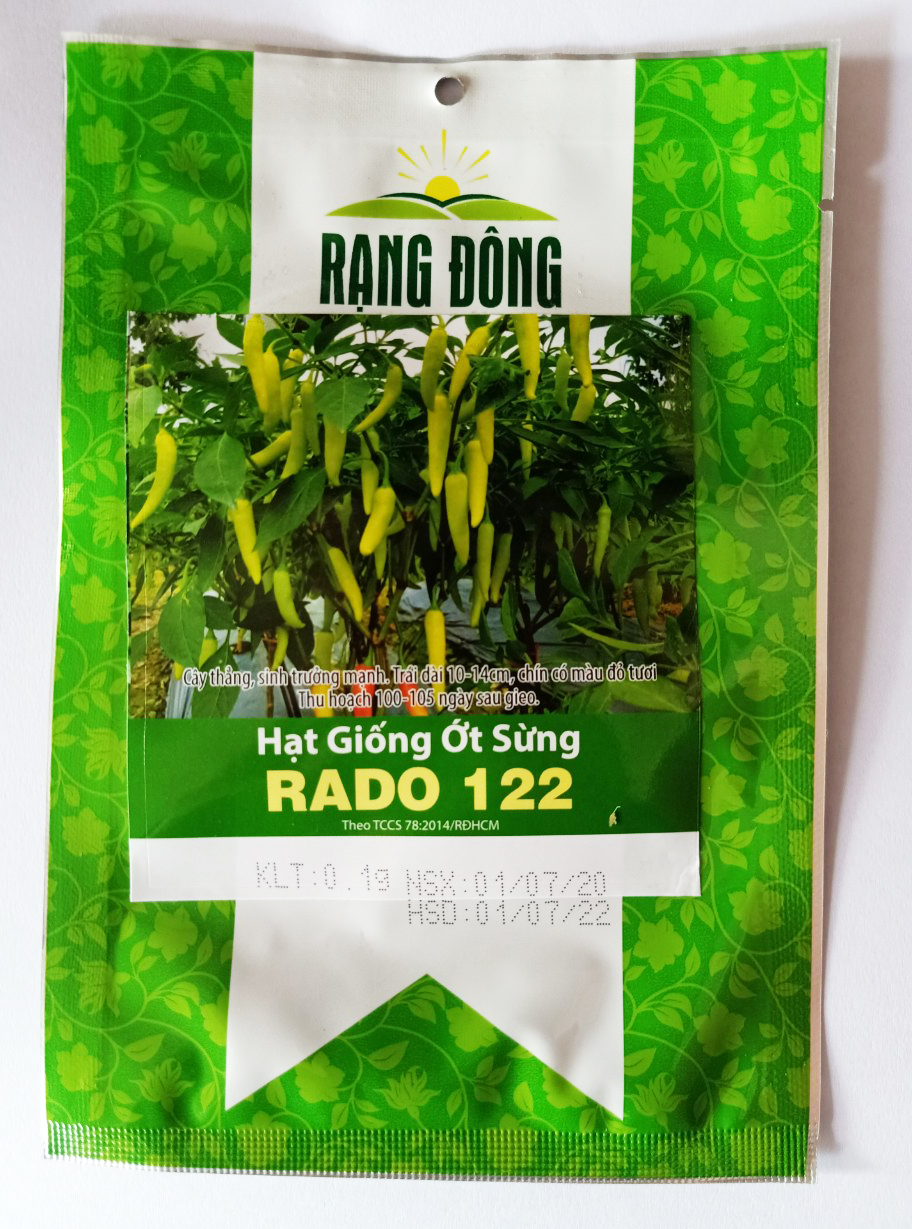 RẠNG ĐÔNG
Cây thẳng, sinh trưởng mạnh. Trái dài 10-14cm, chín có màu đỏ tươi
Thu hoạch 100-105 ngày sau gieo.
Hạt Giống Ớt Sừng
RADO 122
Theo TCCS 78:2014/RĐHCM
KLT:0.1g NSX:01/07/20
HSD:01/07/22